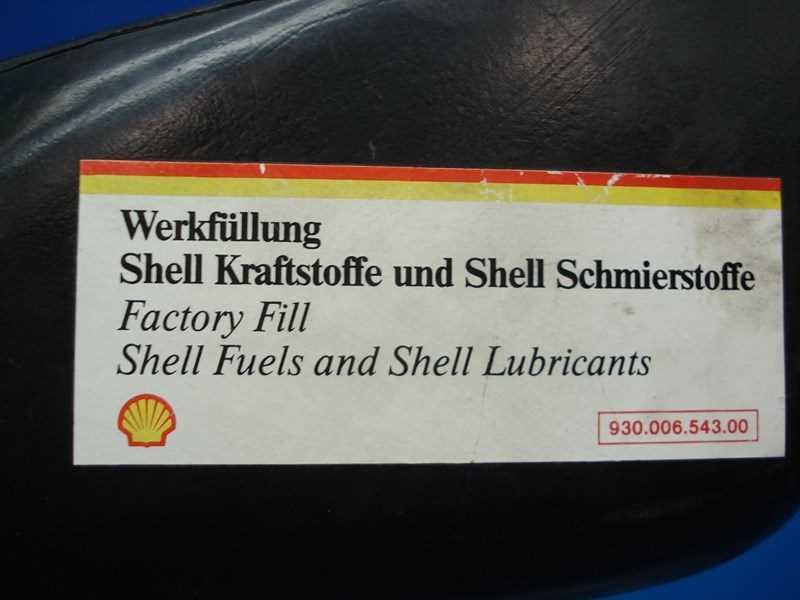 Werkfüllung
Shell Kraftstoffe und Shell Schmierstoffe
Factory Fill
Shell Fuels and Shell Lubricants
930.006.543.00